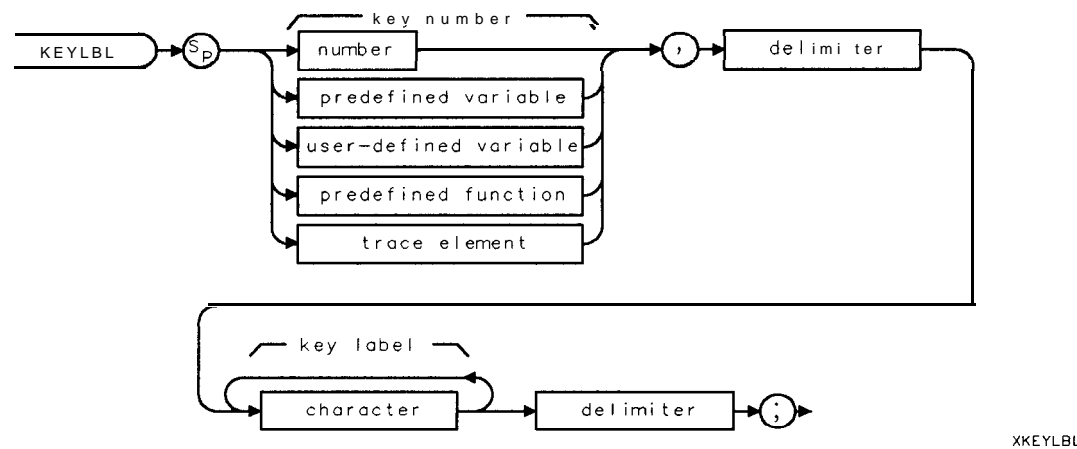 key number
KEYLBL
SP
number
,
delimiter
predefined variable
user-defined variable
predefined function
trace element
key label
character
delimiter
;
XKEYLBL